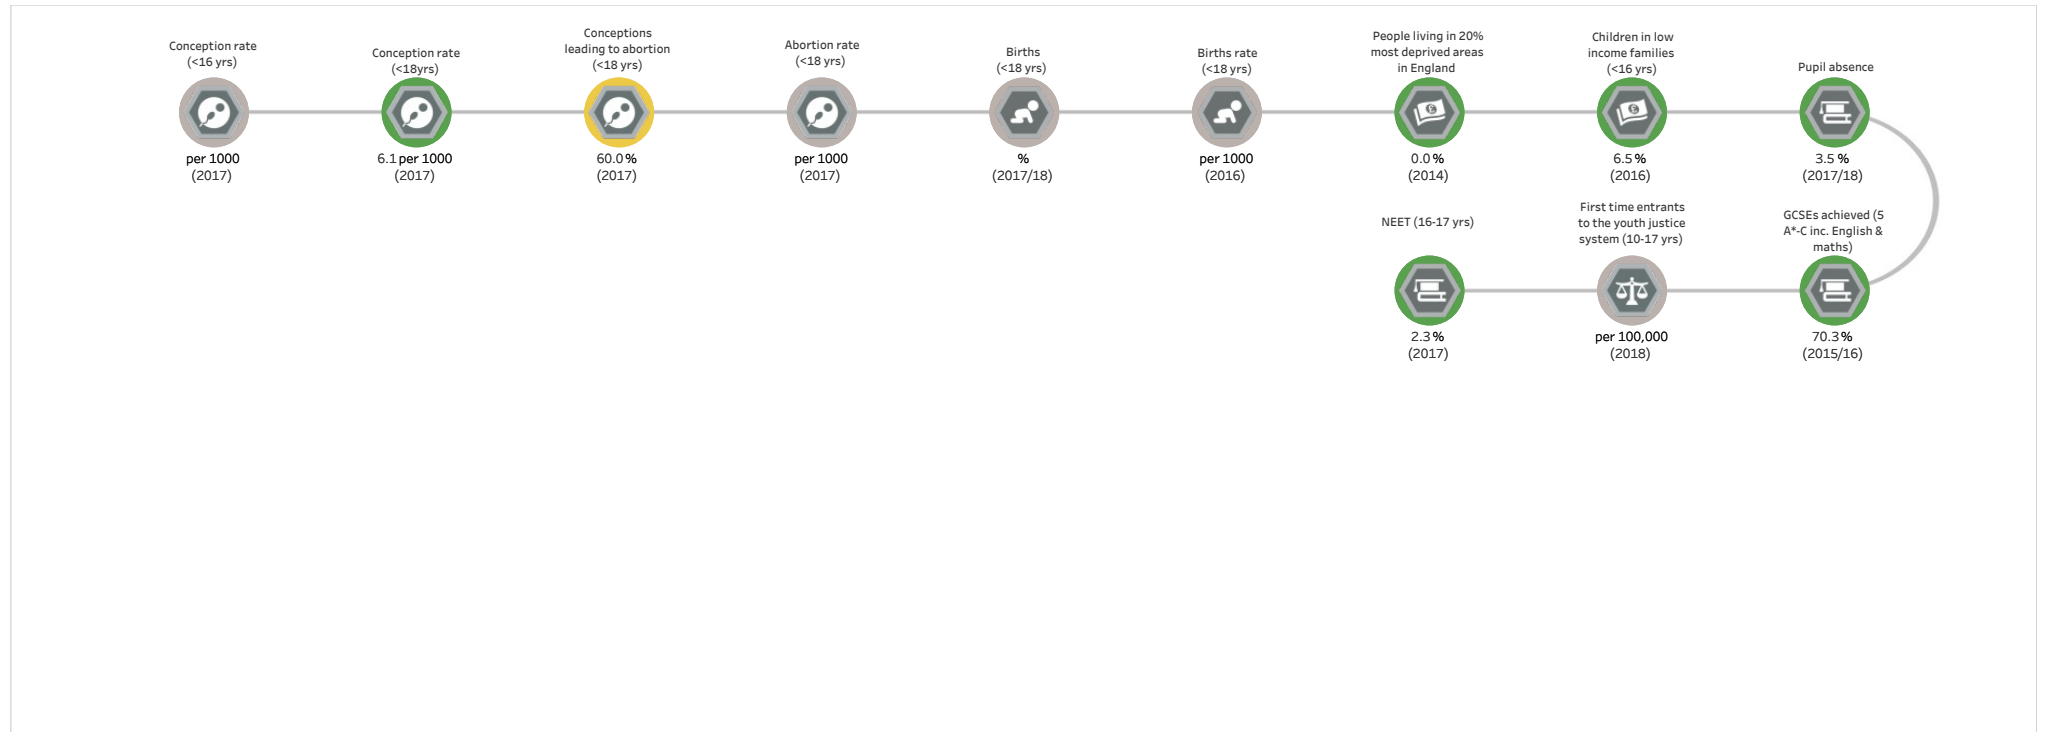 Conception rate
(<16 yrs)
per 1000
(2017)
Conception rate
(<18yrs)
6.1 per 1000
(2017)
Conceptions
leading to abortion
(<18 yrs)
60.0 %
(2017)
Abortion rate
(<18 yrs)
per 1000
(2017)
Births
(<18 yrs)
%
(2017/18)
Births rate
(<18 yrs)
per 1000
(2016)
People living in 20%
most deprived areas
in England
£
0.0 %
(2014)
Children in low
income families
(<16 yrs)
£
6.5 %
(2016)
Pupil absence
3.5 %
(2017/18)
GCSEs achieved (5
A*-C inc. English &
maths)
70.3 %
(2015/16)
First time entrants
to the youth justice
system (10-17 yrs)
per 100,000
(2018)
NEET (16-17 yrs)
2.3 %
(2017)